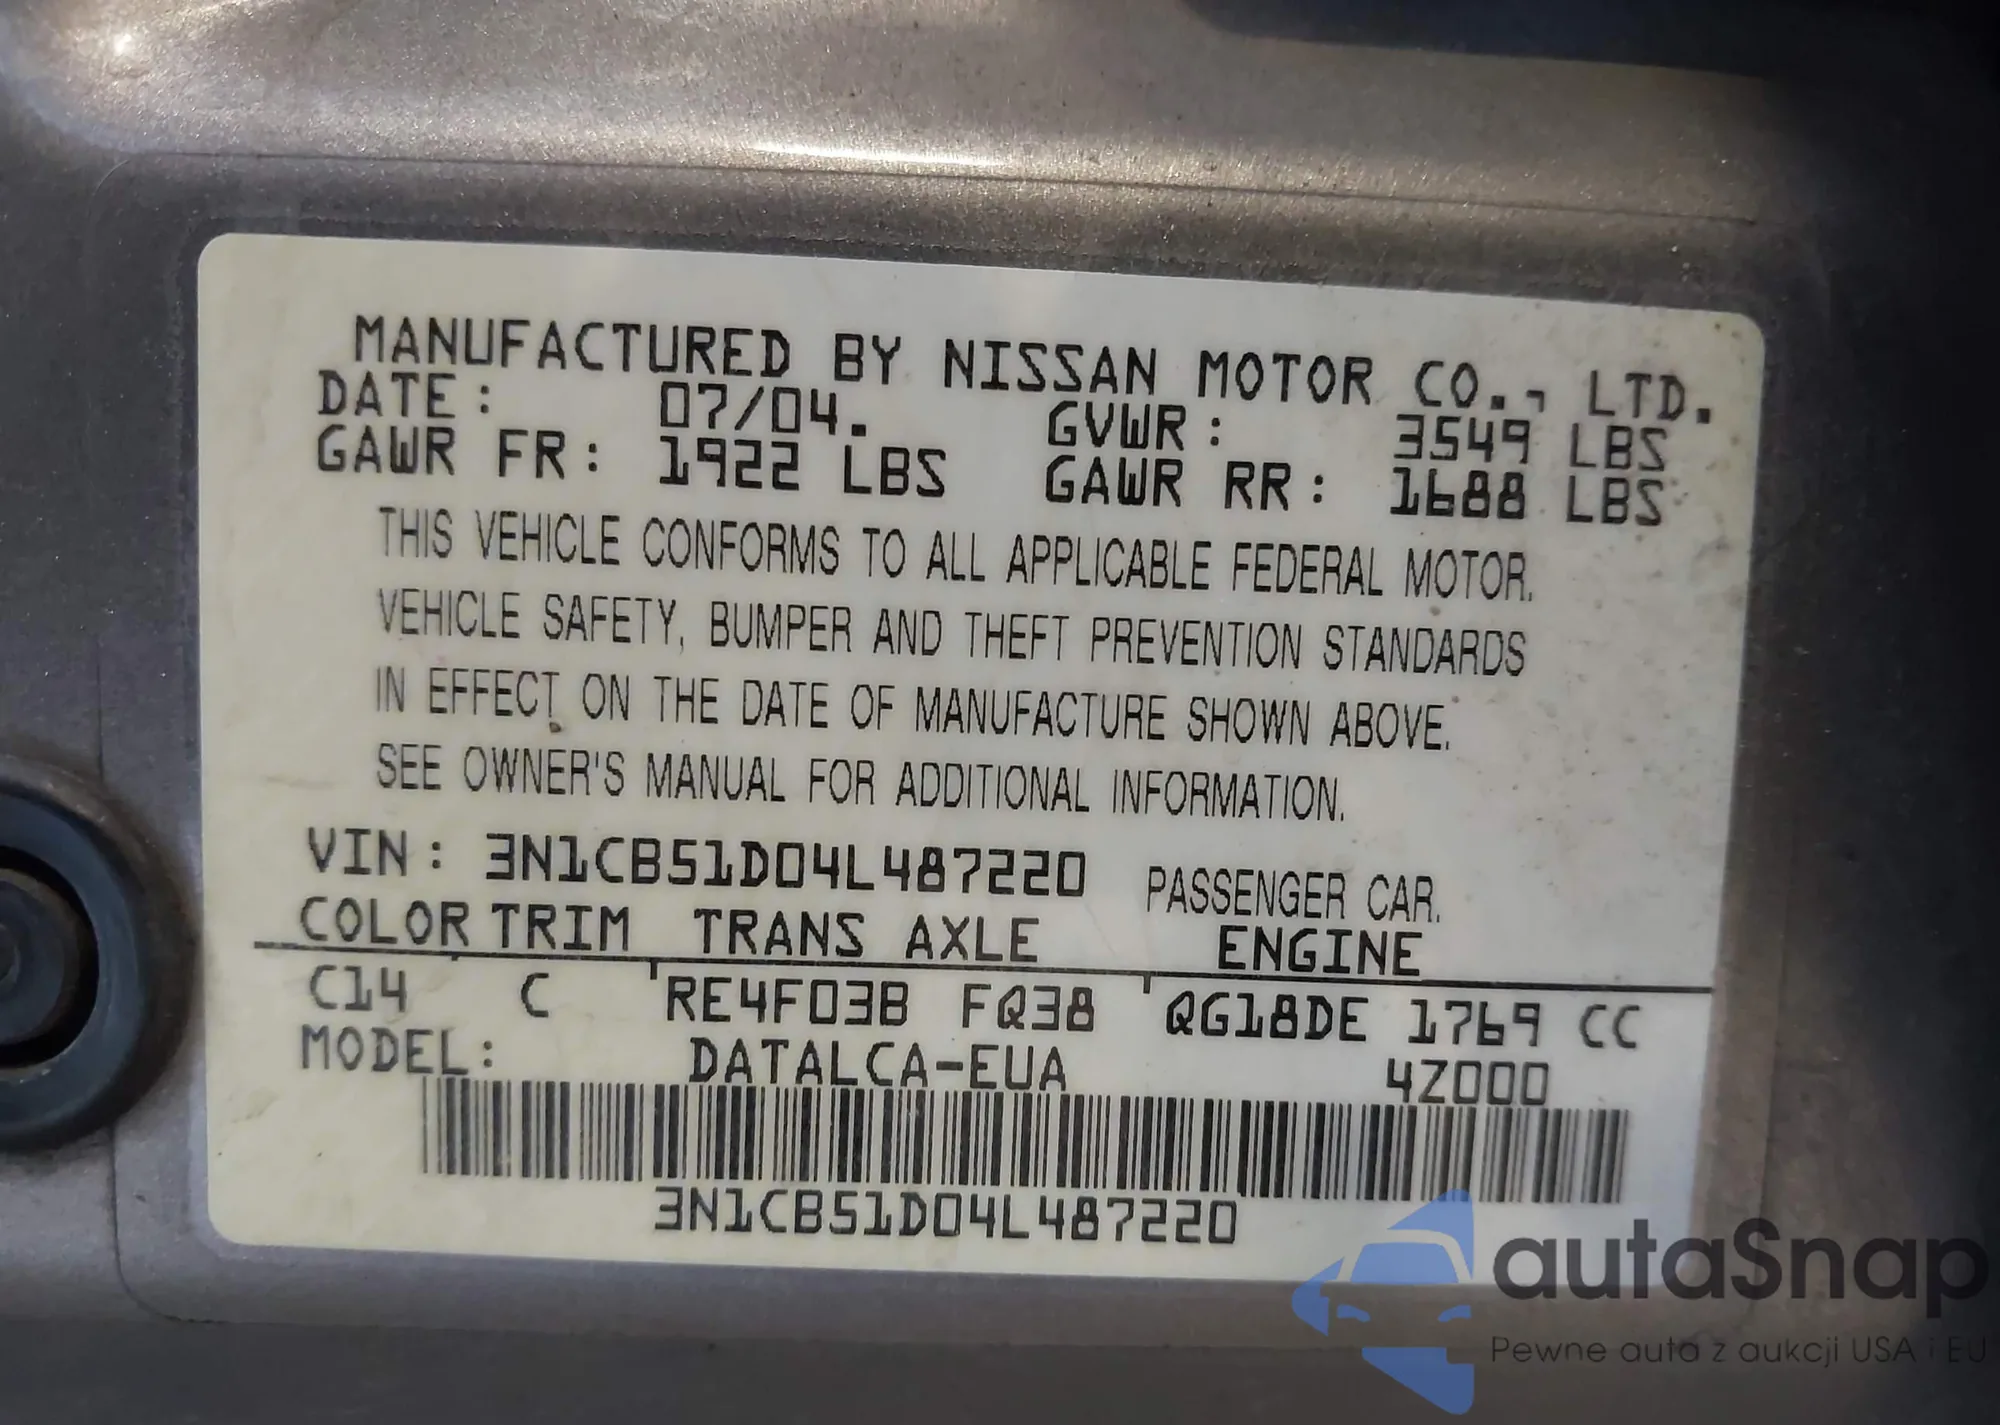 MANUFACTURED BY NISSAN MOTOR CO., LTD.
DATE: 07/04. GVWR: 3549 LBS
GAWR FR: 1922 LBS GAWR RR: 1688 LBS
THIS VEHICLE CONFORMS TO ALL APPLICABLE FEDERAL MOTOR.
VEHICLE SAFETY, BUMPER AND THEFT PREVENTION STANDARDS
IN EFFECT ON THE DATE OF MANUFACTURE SHOWN ABOVE.
SEE OWNER'S MANUAL FOR ADDITIONAL INFORMATION.
VIN: 3N1CB51D04L487220 PASSENGER CAR.
COLOR TRIM TRANS AXLE ENGINE
C14 C RE4F03B FQ38 QG18DE 1769 CC
MODEL: DATALCA-EUA 4Z000
3N1CB51D04L487220
autaSnap
Pewne auta z aukcji USA i EU